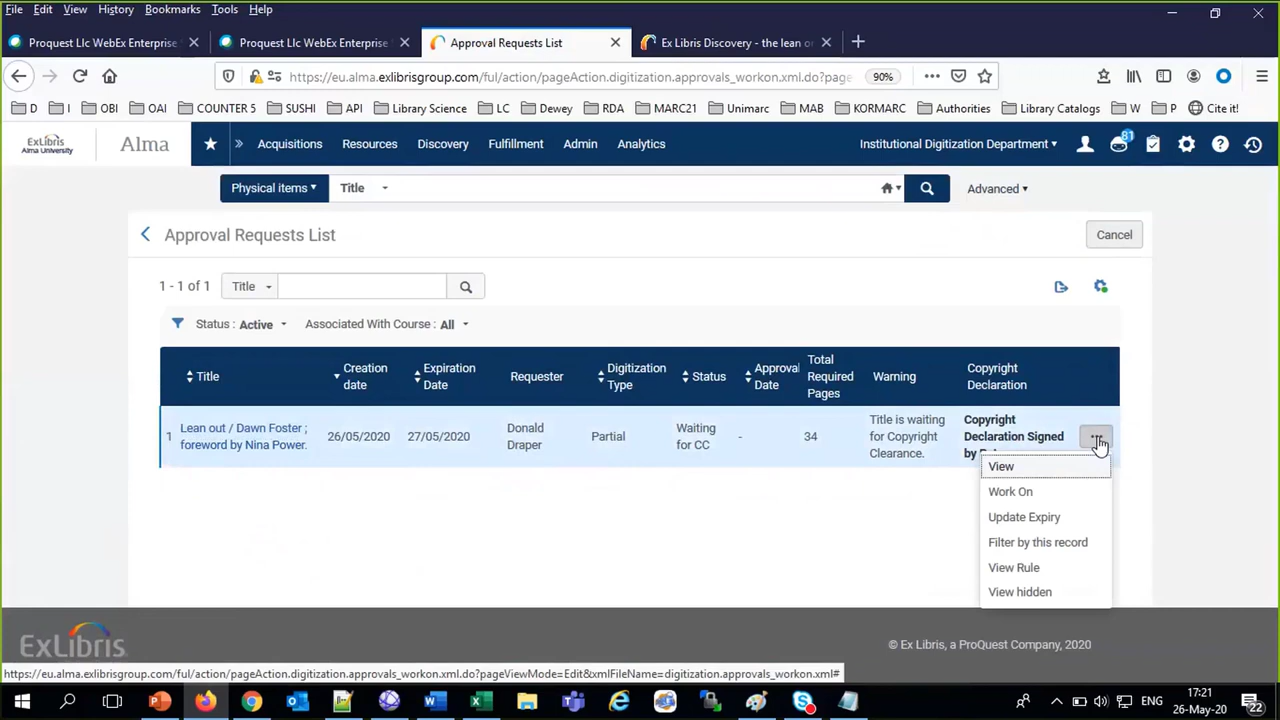 File Edit View History Bookmarks Tools Help
Proquest Llc WebEx Enterprise
Proquest Llc WebEx Enterprise
Approval Requests List
Ex Libris Discovery - the lean o
https://eu.alma.exlibrisgroup.com/ful/action/pageAction.digitization.approvals_workon.xml.do?page
90%
D I OBI OAI COUNTER 5 SUSHI API Library Science LC Dewey RDA MARC21 Unimarc MAB KORMARC Authorities Library Catalogs W P Cite it!
ExLibris
Alma University
Alma
Acquisitions Resources Discovery Fulfillment Admin Analytics
Institutional Digitization Department
81
Physical items Title
Advanced
Approval Requests List
Cancel
1 - 1 of 1 Title
Status : Active Associated With Course : All
Title
Creation date
Expiration Date
Requester
Digitization Type
Status
Approval Date
Total Required Pages
Warning
Copyright Declaration
1
Lean out / Dawn Foster ;
foreword by Nina Power.
26/05/2020
27/05/2020
Donald
Draper
Partial
Waiting
for CC
-
34
Title is waiting
for Copyright
Clearance.
Copyright
Declaration Signed
by
View
Work On
Update Expiry
Filter by this record
View Rule
View hidden
ExLibris
© Ex Libris, a ProQuest Company, 2020
https://eu.alma.exlibrisgroup.com/ful/action/pageAction.digitization.approvals_workon.xml.do?pageViewMode=Edit&xmlFileName=digitization.approvals_workon.xml#
ENG
17:21
26-May-20
22